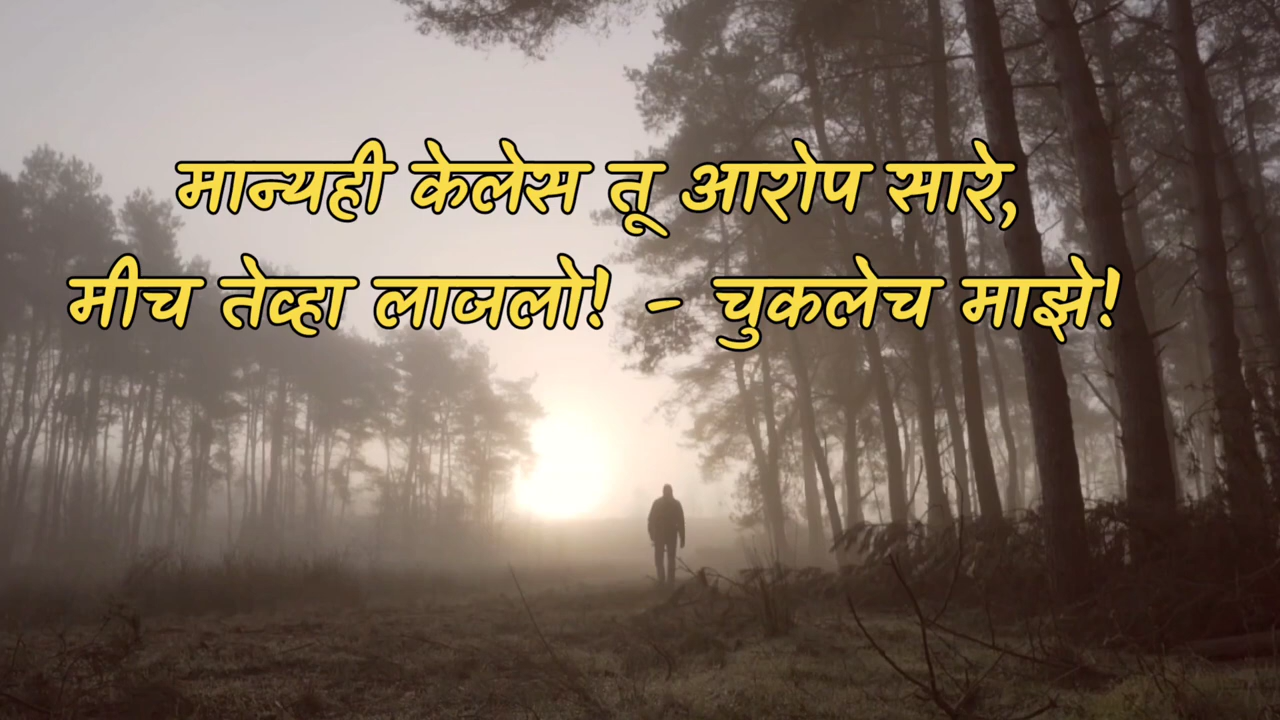 मान्यही केलेस तू आरोप सारे,
मीच तेव्हा लाजलो! - चुकलेच माझे!